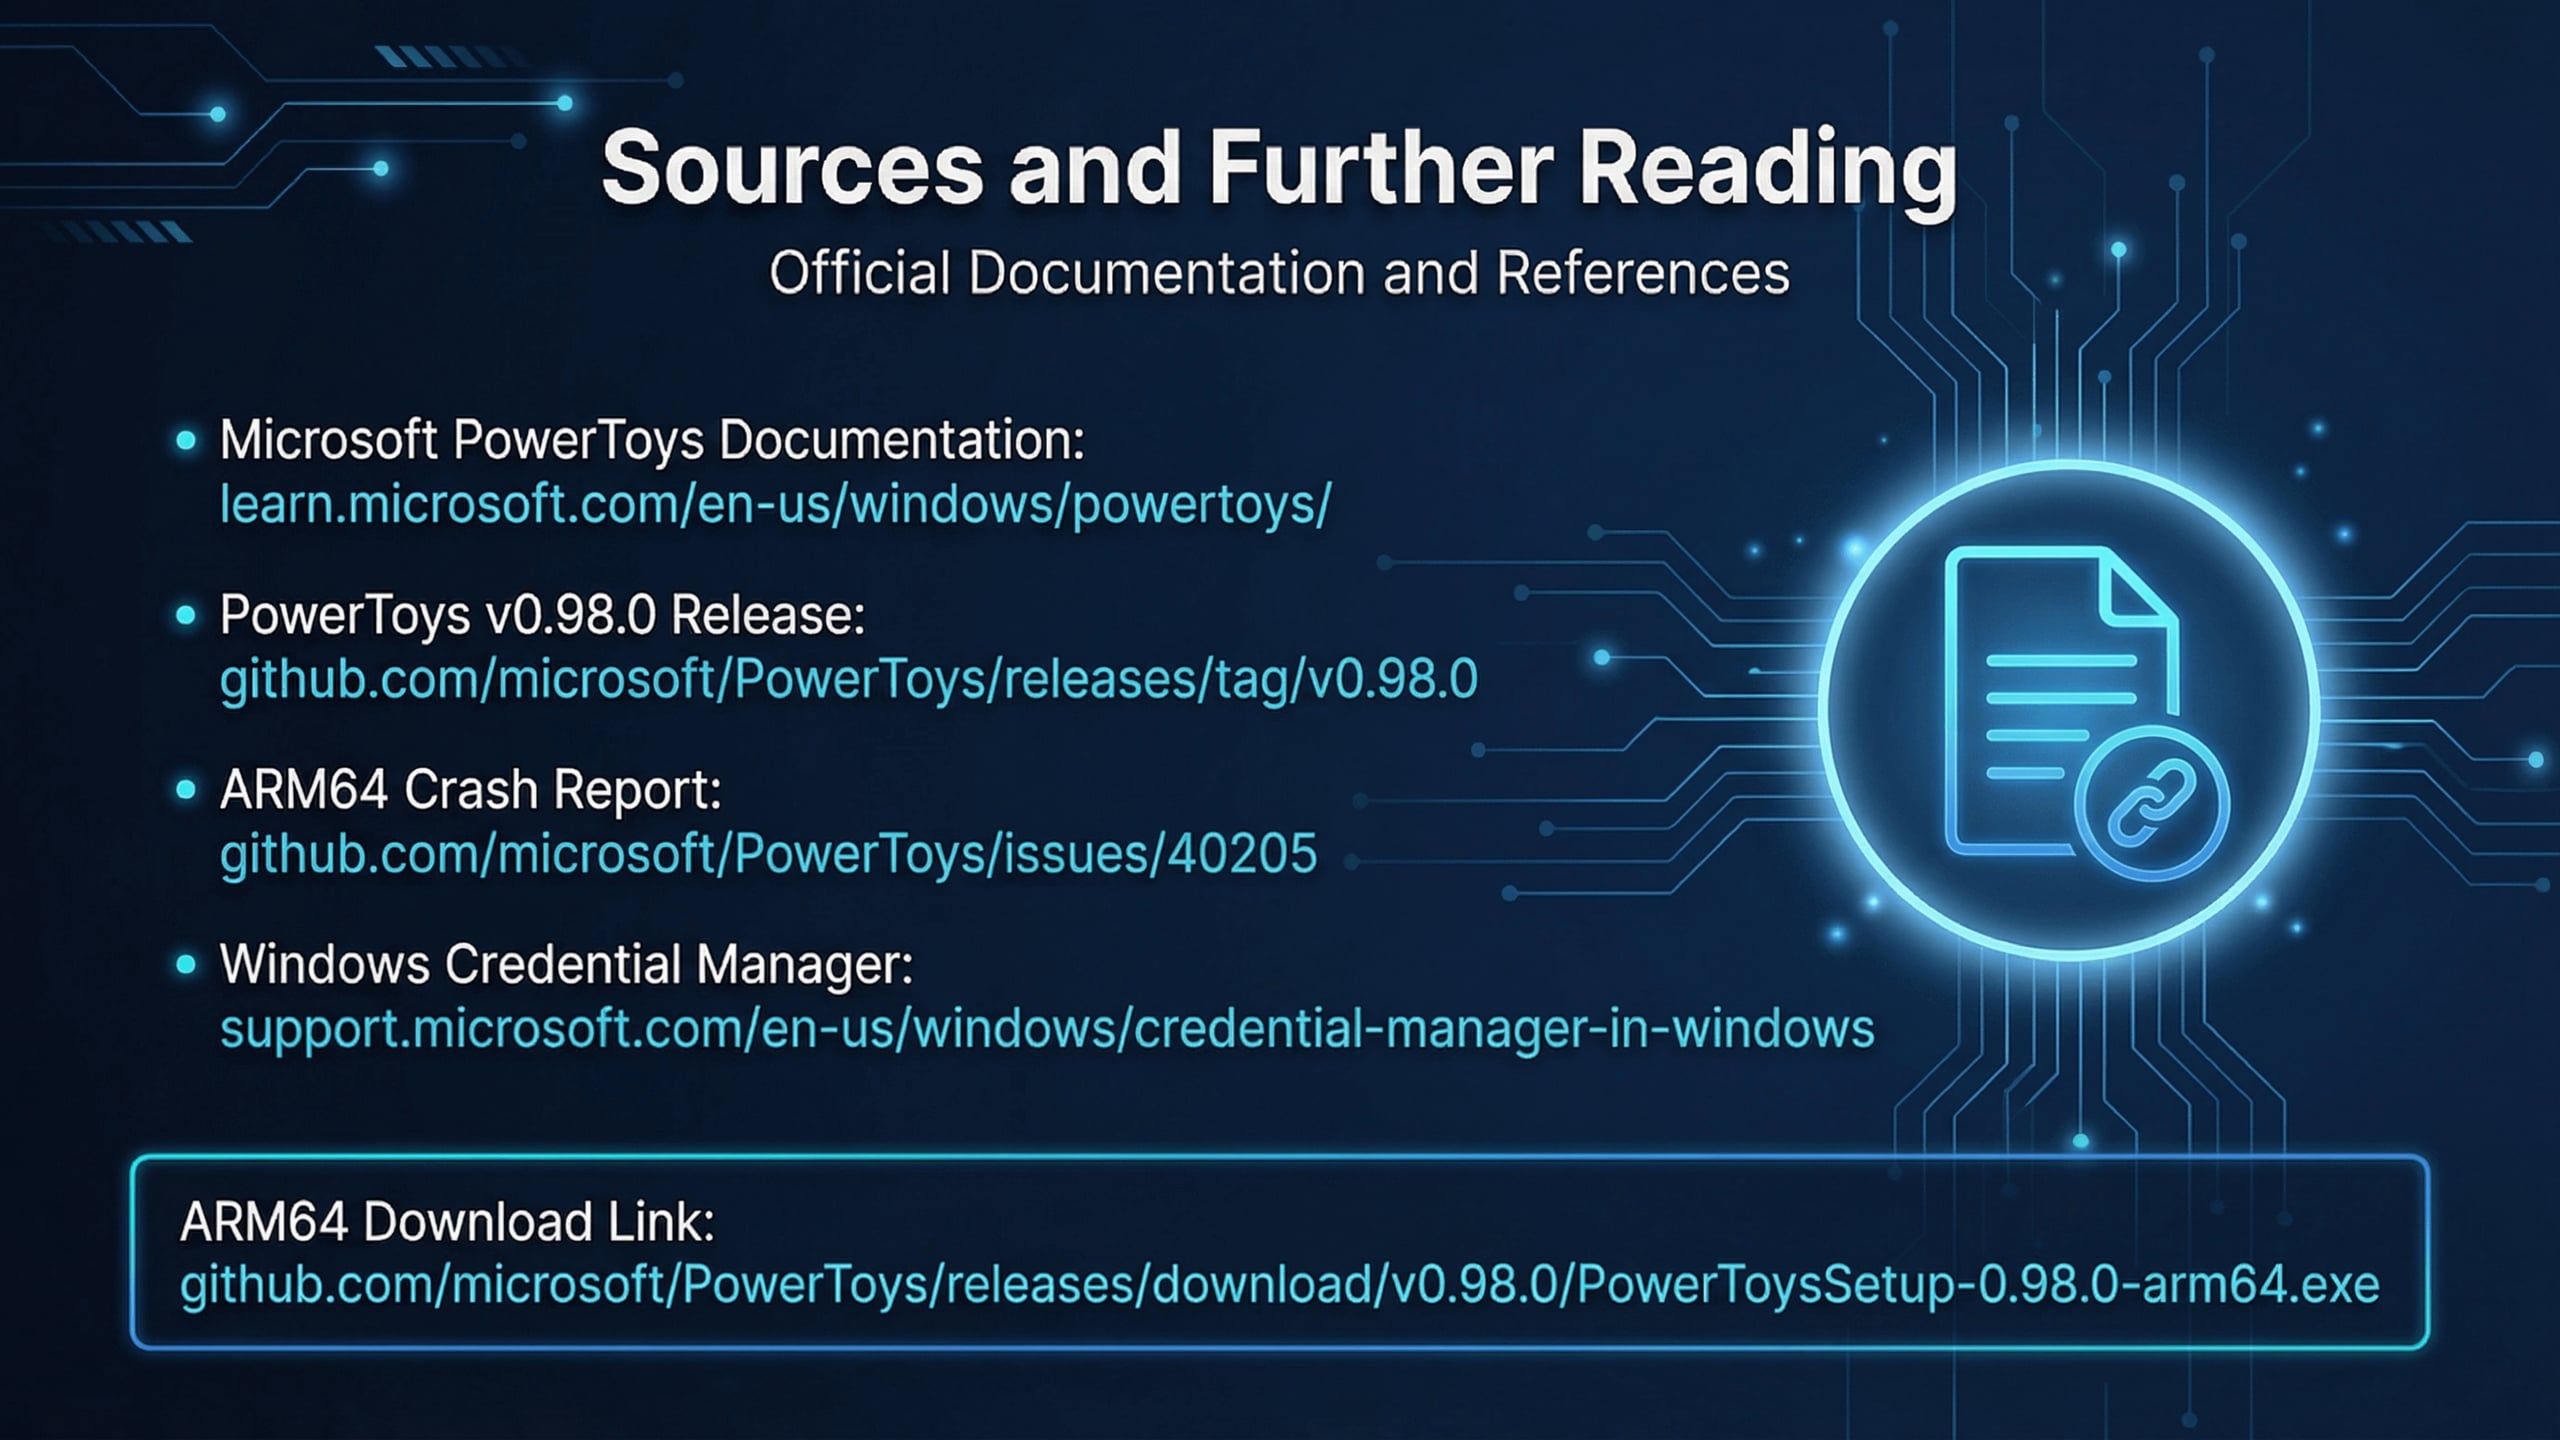 Sources and Further Reading
Official Documentation and References
Microsoft PowerToys Documentation:
learn.microsoft.com/en-us/windows/powertoys/
PowerToys v0.98.0 Release:
github.com/microsoft/PowerToys/releases/tag/v0.98.0
ARM64 Crash Report:
github.com/microsoft/PowerToys/issues/40205
Windows Credential Manager:
support.microsoft.com/en-us/windows/credential-manager-in-windows
ARM64 Download Link:
github.com/microsoft/PowerToys/releases/download/v0.98.0/PowerToysSetup-0.98.0-arm64.exe